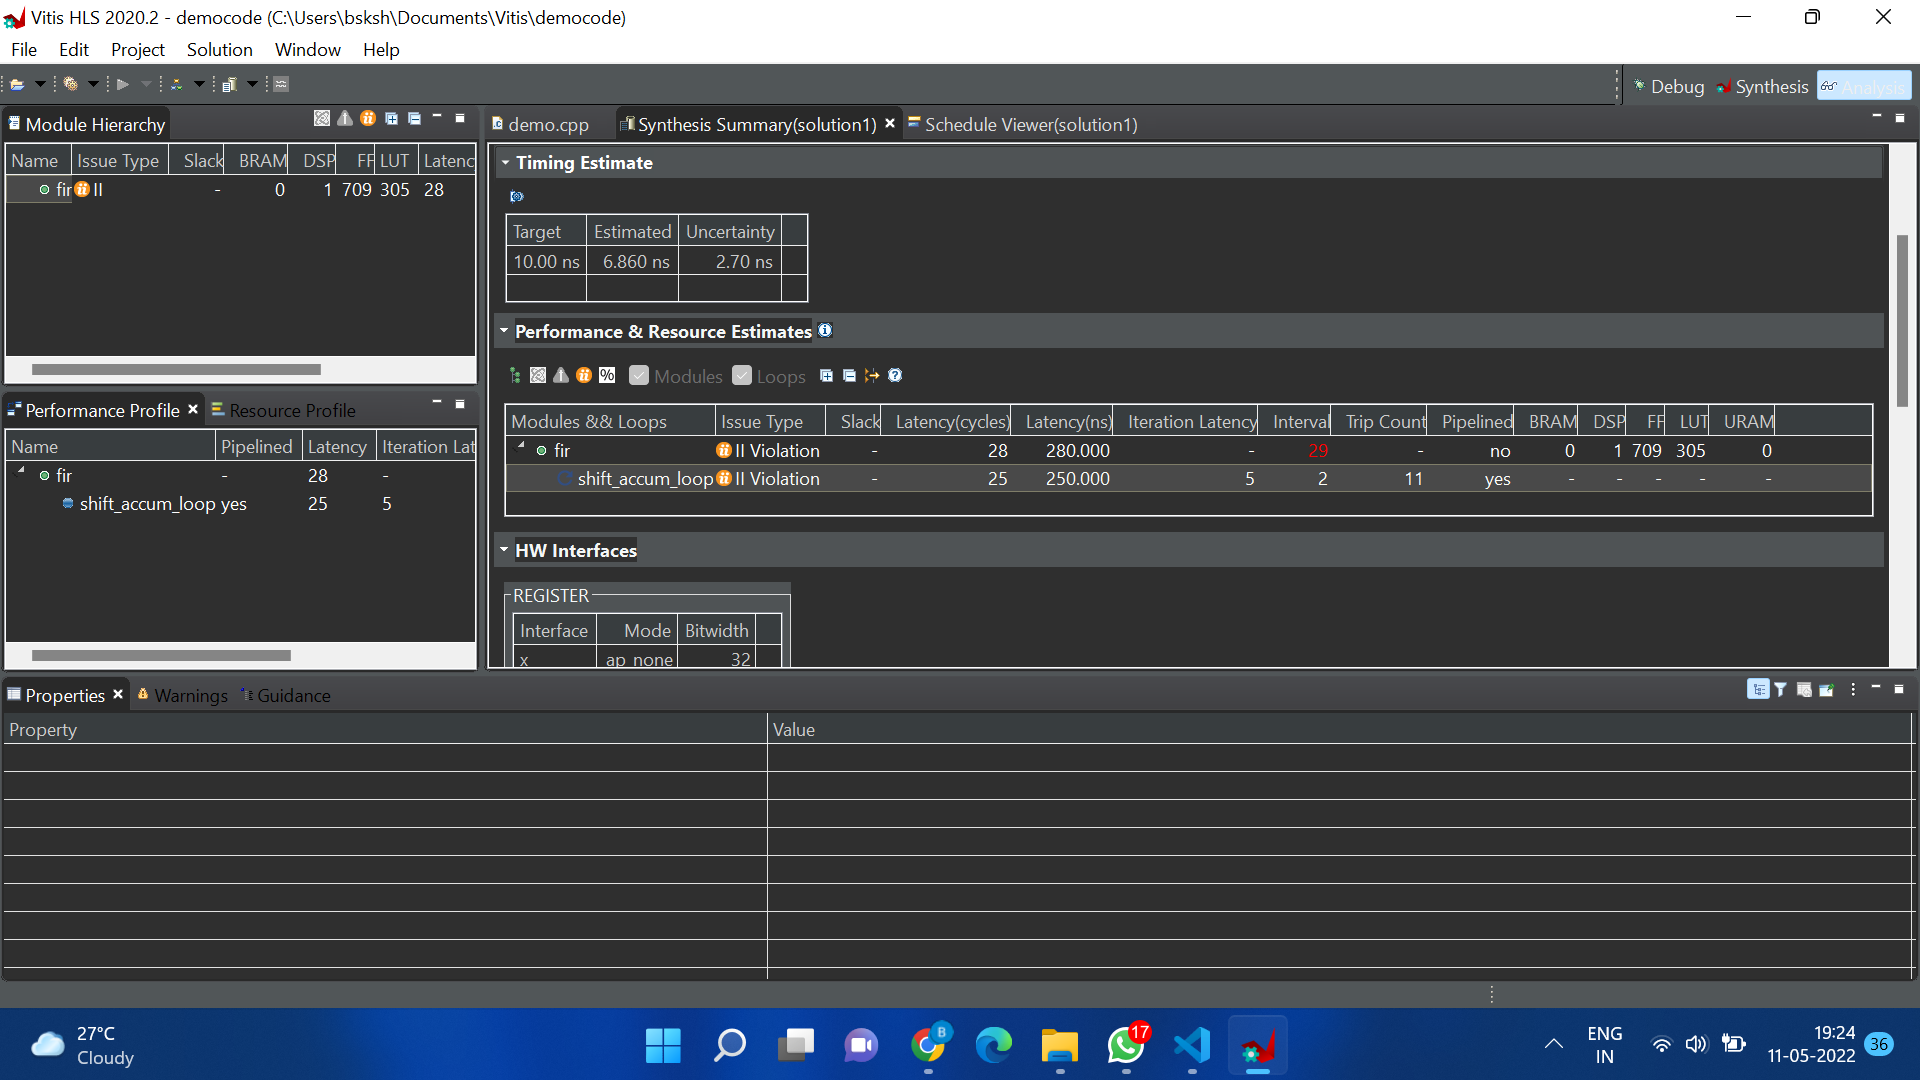 Vitis HLS 2020.2 - democode (C:\Users\bsksh\Documents\Vitis\democode)
File Edit Project Solution Window Help
Debug Synthesis Analysis
Module Hierarchy
Name Issue Type Slack BRAM DSP FF LUT Latenc
fir II - 0 1 709 305 28
Performance Profile Resource Profile
Name Pipelined Latency Iteration Lat
fir - 28 -
shift_accum_loop yes 25 5
demo.cpp Synthesis Summary(solution1) Schedule Viewer(solution1)
Timing Estimate
Target Estimated Uncertainty
10.00 ns 6.860 ns 2.70 ns
Performance & Resource Estimates
% Modules Loops
Modules && Loops Issue Type Slack Latency(cycles) Latency(ns) Iteration Latency Interval Trip Count Pipelined BRAM DSP FF LUT URAM
fir II Violation - 28 280.000 - 29 - no 0 1 709 305 0
shift_accum_loop II Violation - 25 250.000 5 2 11 yes - - - - -
HW Interfaces
REGISTER
Interface Mode Bitwidth
x ap_none 32
Properties Warnings Guidance
Property Value
27°C
Cloudy
B
17
ENG
IN
19:24
11-05-2022
36